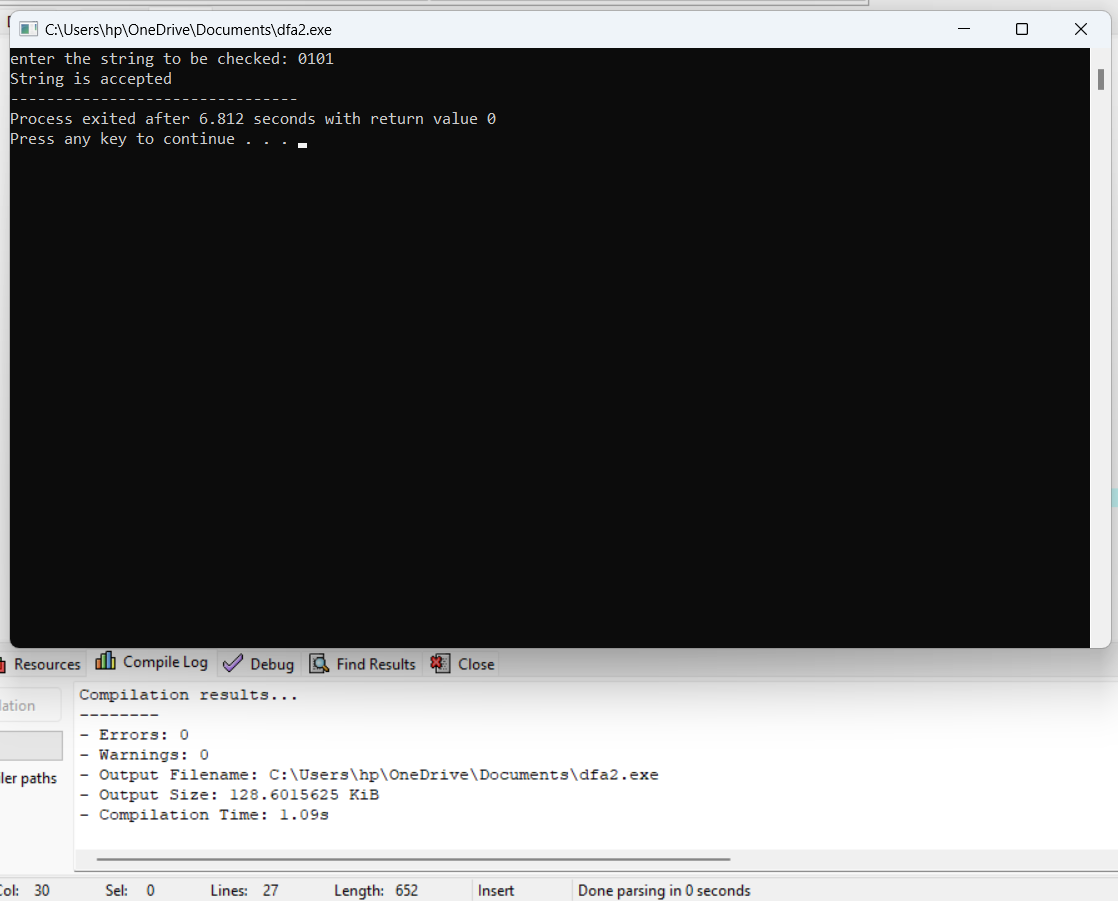 C:\Users\hp\OneDrive\Documents\dfa2.exe
enter the string to be checked: 0101
String is accepted
--------------------------------
Process exited after 6.812 seconds with return value 0
Press any key to continue . . .
Resources Compile Log Debug Find Results Close
Compilation results...
--------
- Errors: 0
- Warnings: 0
- Output Filename: C:\Users\hp\OneDrive\Documents\dfa2.exe
- Output Size: 128.6015625 KiB
- Compilation Time: 1.09s
lation
ler paths
Col: 30 Sel: 0 Lines: 27 Length: 652 Insert Done parsing in 0 seconds